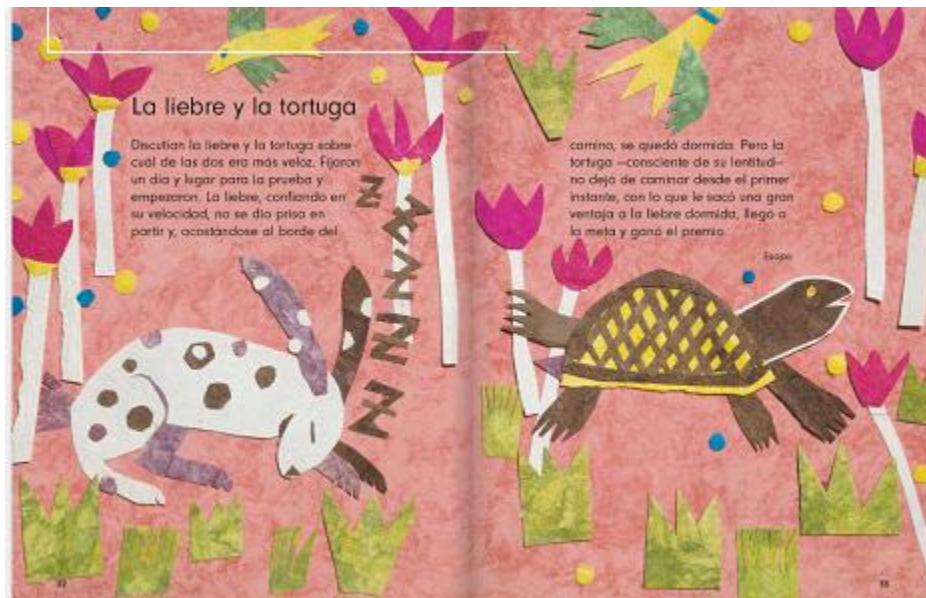 La liebre y la tortuga
Discutían la liebre y la tortuga sobre
cuál de las dos era más veloz. Fijaron
un día y lugar para la prueba y
empezaron. La liebre, confiando en
su velocidad, no se dio prisa en
partir y, acostándose al borde del
Z
Z
Z
Z
Z
Z
Z
camino, se quedó dormida. Pero la
tortuga —consciente de su lentitud—
no dejó de caminar desde el primer
instante, con lo que le sacó una gran
ventaja a la liebre dormida, llegó a
la meta y ganó el premio.
Esopo